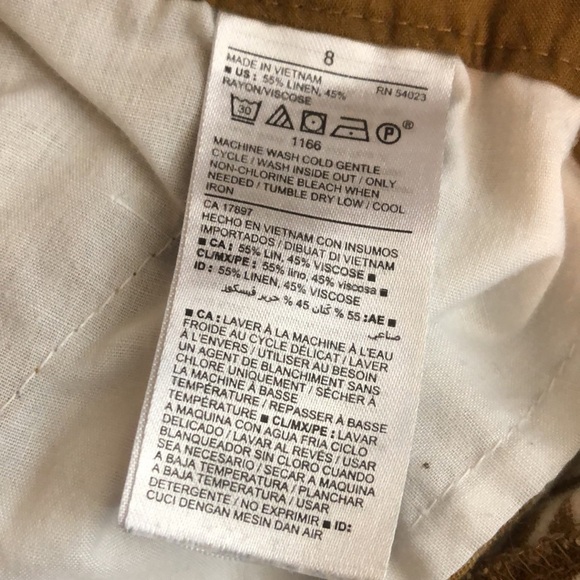 8
MADE IN VIETNAM RN 54023
■ US: 55% LINEN, 45%
RAYON/VISCOSE
30 P ®
1166
MACHINE WASH COLD GENTLE
CYCLE / WASH INSIDE OUT / ONLY
NON-CHLORINE BLEACH WHEN
NEEDED / TUMBLE DRY LOW / COOL
IRON
CA 17897
HECHO EN VIETNAM CON INSUMOS
IMPORTADOS / DIBUAT DI VIETNAM
■ CA: 55% LIN, 45% VISCOSE ■
CL/MX/PE: 55% lino, 45% viscosa ■
ID: 55% LINEN, 45% VISCOSE
■ AE: 55 % كتان 45 % حرير فيسكوز
صناعي
■ CA: LAVER À LA MACHINE À L'EAU
FROIDE AU CYCLE DÉLICAT / LAVER
À L'ENVERS / UTILISER AU BESOIN
UN AGENT DE BLANCHIMENT SANS
CHLORE UNIQUEMENT / SÉCHER À
LA MACHINE À BASSE
TEMPÉRATURE / REPASSER À BASSE
TEMPÉRATURE ■ CL/MX/PE: LAVAR
A MAQUINA CON AGUA FRIA CICLO
DELICADO / LAVAR AL REVÉS / USAR
BLANQUEADOR SIN CLORO CUANDO
SEA NECESARIO / SECAR A MAQUINA
A BAJA TEMPERATURA / PLANCHAR
A BAJA TEMPERATURA / USAR
DETERGENTE / NO EXPRIMIR ■ ID:
CUCI DENGAN MESIN DAN AIR